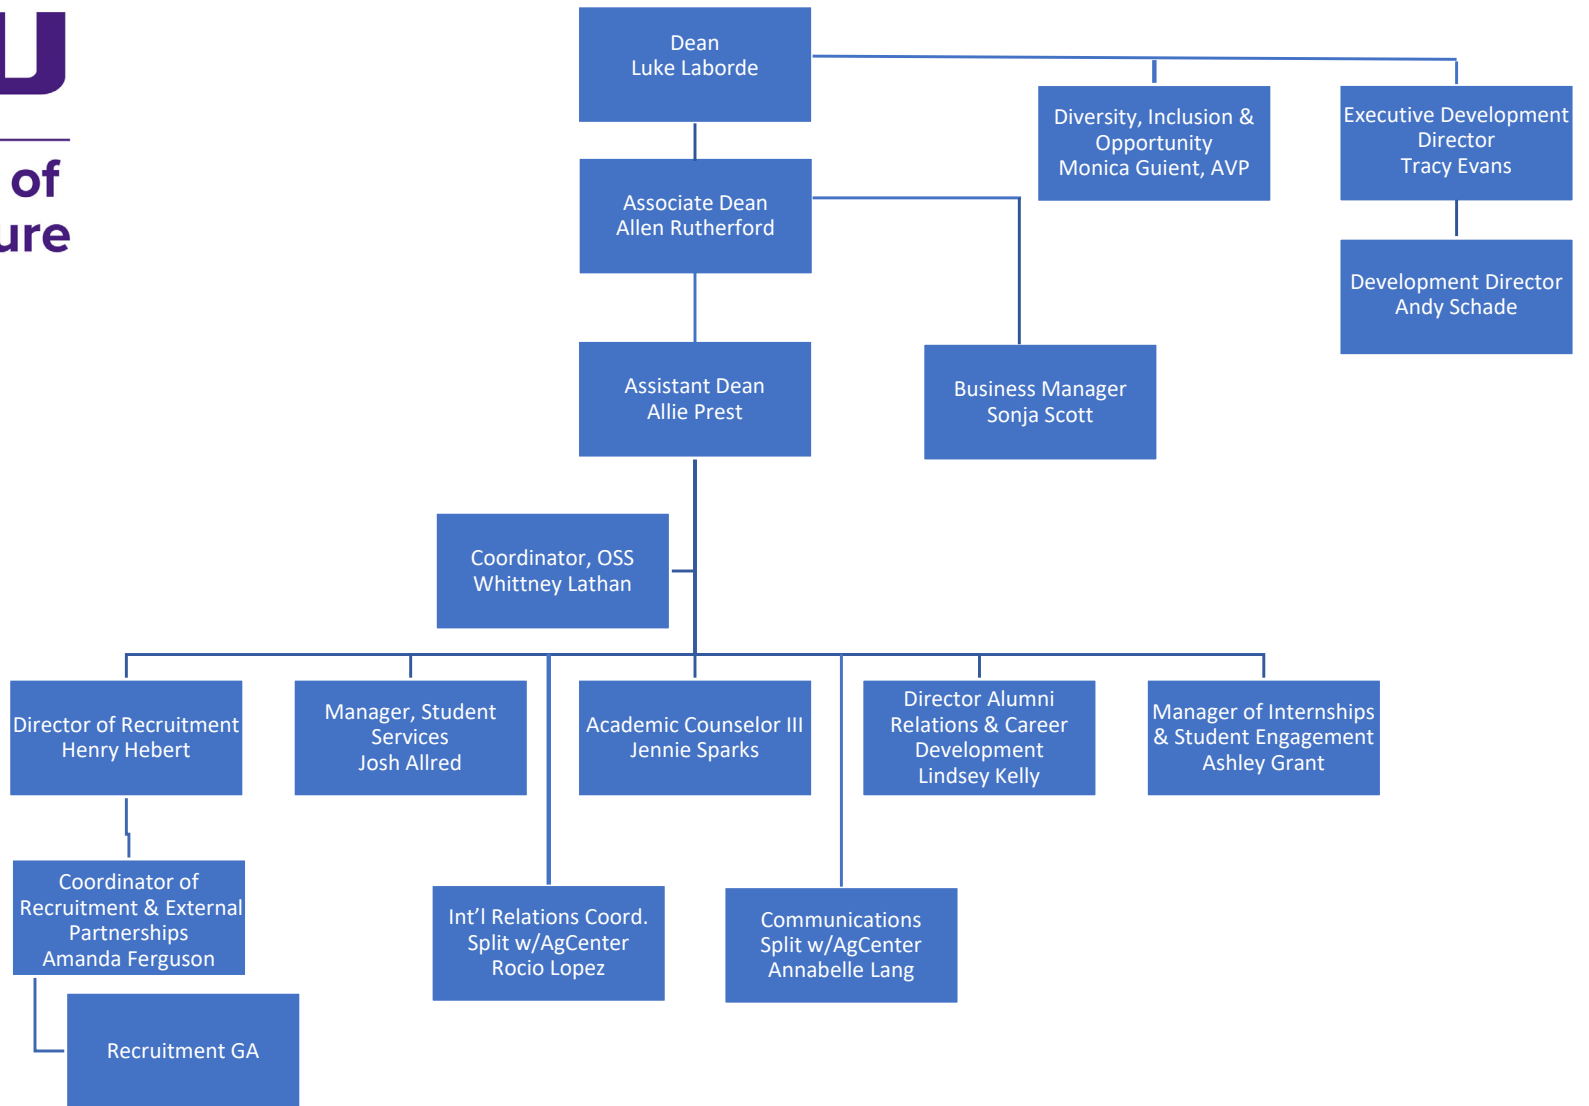 of
Dean
Luke Laborde
Diversity, Inclusion &
Opportunity
Monica Guient, AVP
Executive Development
Director
Tracy Evans
Associate Dean
Allen Rutherford
Development Director
Andy Schade
Assistant Dean
Allie Prest
Business Manager
Sonja Scott
Coordinator, OSS
Whittney Lathan
Director of Recruitment
Henry Hebert
Manager, Student
Services
Josh Allred
Academic Counselor III
Jennie Sparks
Director Alumni
Relations & Career
Development
Lindsey Kelly
Manager of Internships
& Student Engagement
Ashley Grant
Coordinator of
Recruitment & External
Partnerships
Amanda Ferguson
Int’l Relations Coord.
Split w/AgCenter
Rocio Lopez
Communications
Split w/AgCenter
Annabelle Lang
Recruitment GA